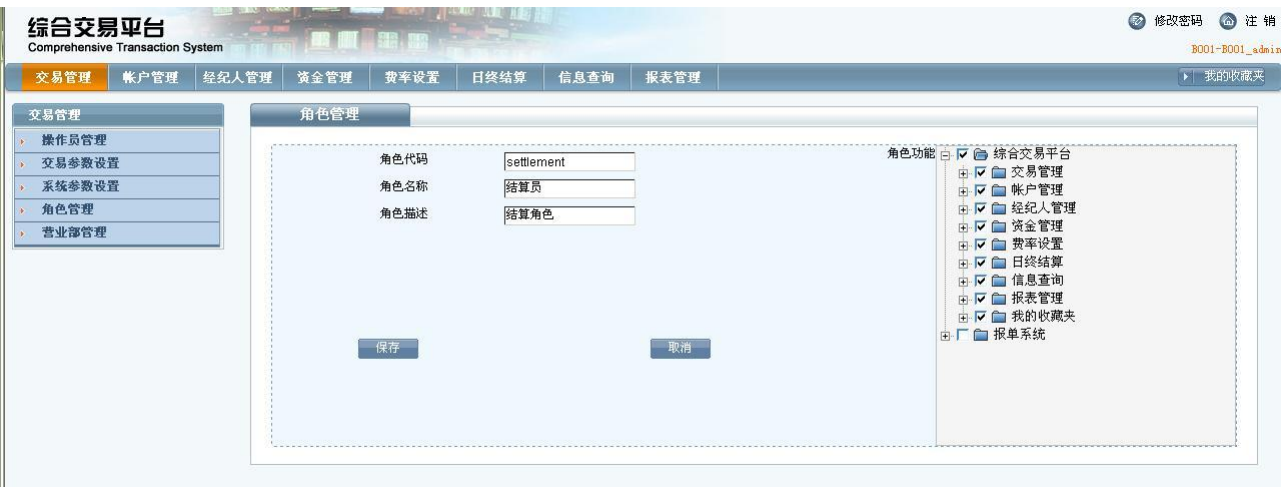 综合交易平台
Comprehensive Transaction System
修改密码 注 销
B001-B001_admin
交易管理 帐户管理 经纪人管理 资金管理 费率设置 日终结算 信息查询 报表管理 我的收藏夹
交易管理
操作员管理
交易参数设置
系统参数设置
角色管理
营业部管理
角色管理
角色代码 settlement
角色名称 结算员
角色描述 结算角色
保存 取消
角色功能
综合交易平台
交易管理
帐户管理
经纪人管理
资金管理
费率设置
日终结算
信息查询
报表管理
我的收藏夹
报单系统